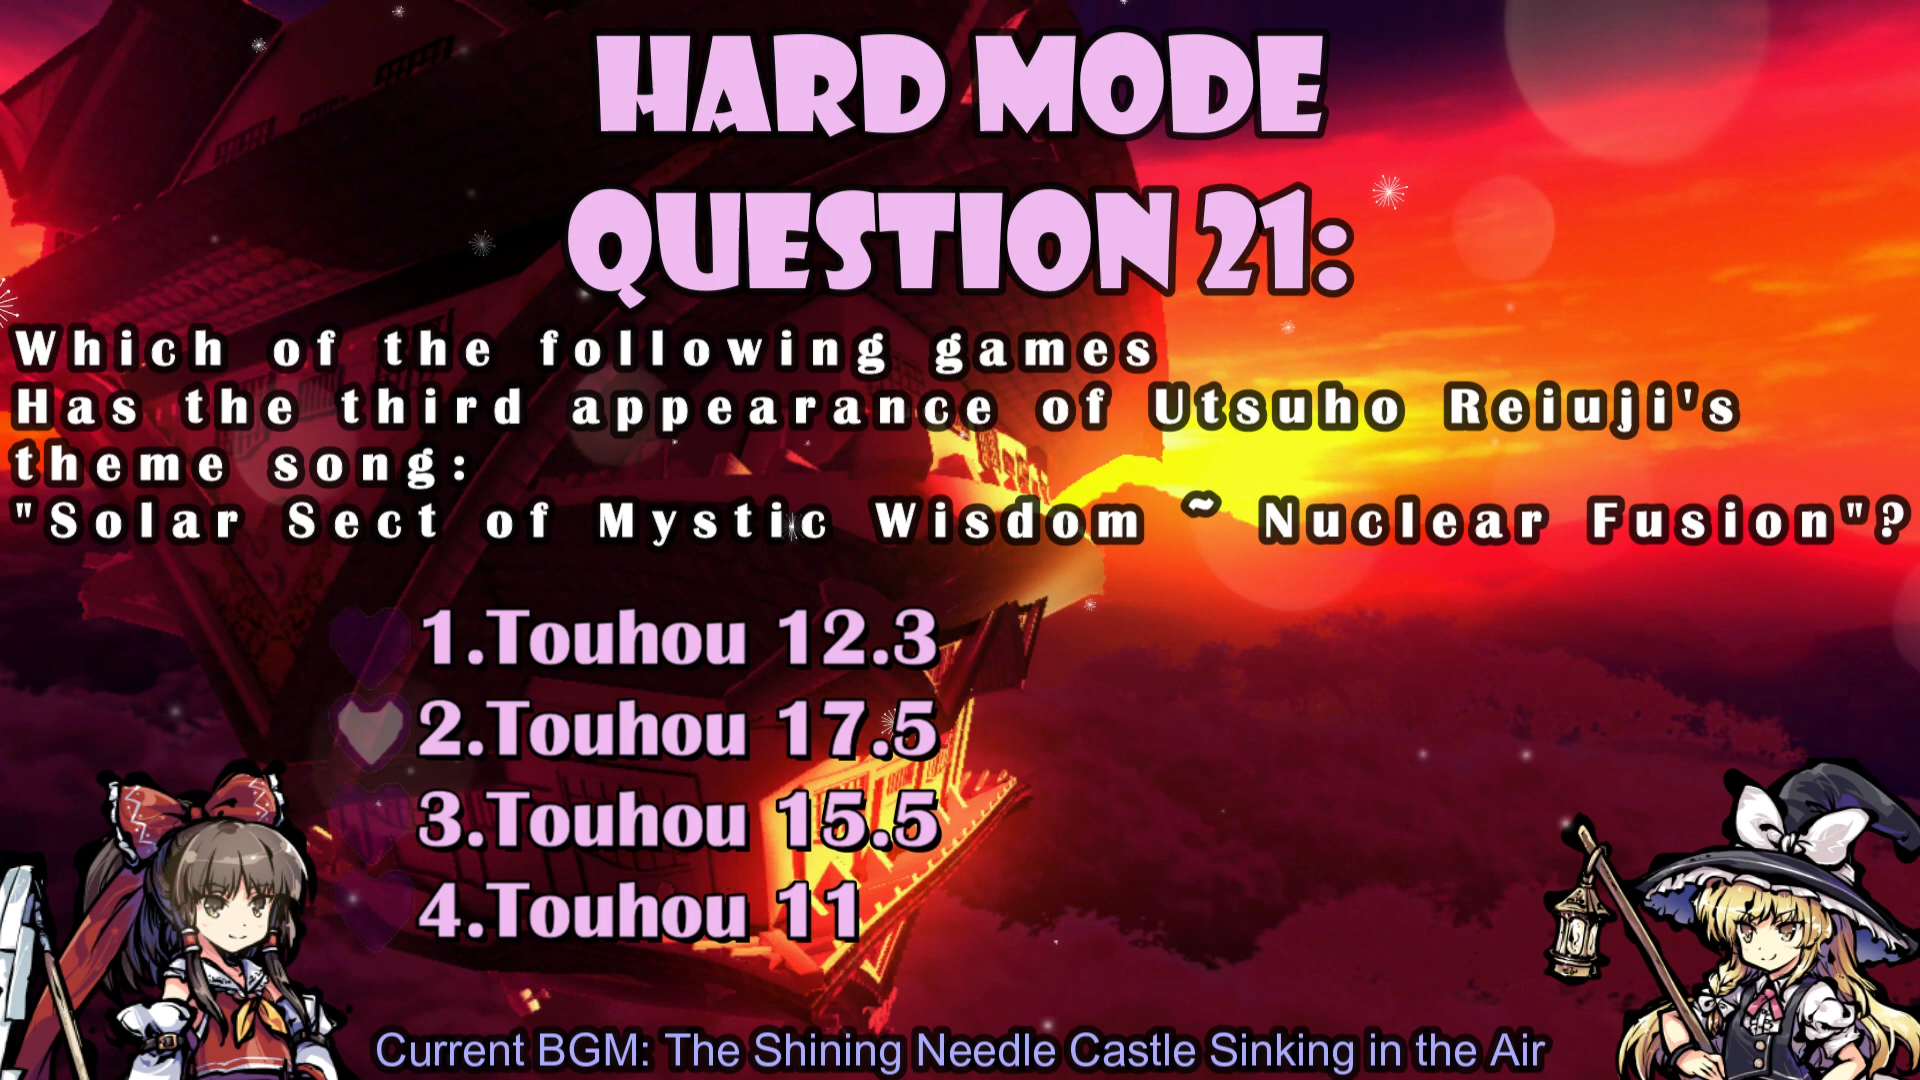 HARD MODE
QUESTION 21:
Which of the following games
Has the third appearance of Utsuho Reiuji's
theme song:
"Solar Sect of Mystic Wisdom ~ Nuclear Fusion"?
1.Touhou 12.3
2.Touhou 17.5
3.Touhou 15.5
4.Touhou 11
Current BGM: The Shining Needle Castle Sinking in the Air